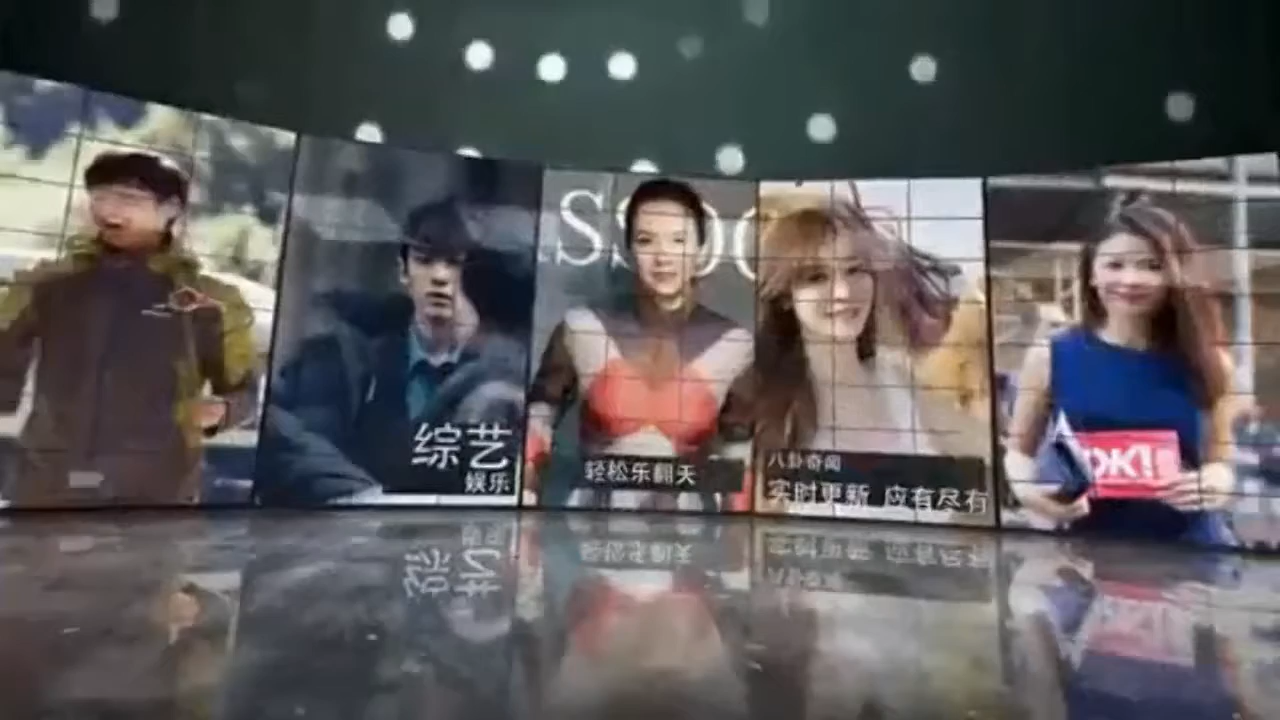 综艺
娱乐
轻松乐翻天
八卦奇闻
实时更新 应有尽有
OK!